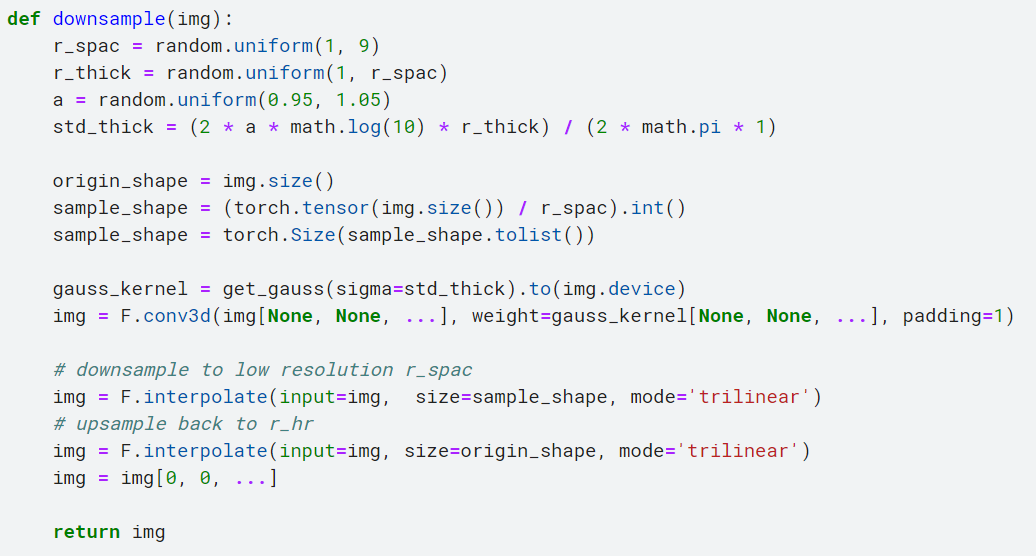 def downsample(img):
    r_spac = random.uniform(1, 9)
    r_thick = random.uniform(1, r_spac)
    a = random.uniform(0.95, 1.05)
    std_thick = (2 * a * math.log(10) * r_thick) / (2 * math.pi * 1)

    origin_shape = img.size()
    sample_shape = (torch.tensor(img.size()) / r_spac).int()
    sample_shape = torch.Size(sample_shape.tolist())

    gauss_kernel = get_gauss(sigma=std_thick).to(img.device)
    img = F.conv3d(img[None, None, ...], weight=gauss_kernel[None, None, ...], padding=1)

    # downsample to low resolution r_spac
    img = F.interpolate(input=img,  size=sample_shape, mode='trilinear')
    # upsample back to r_hr
    img = F.interpolate(input=img, size=origin_shape, mode='trilinear')
    img = img[0, 0, ...]

    return img